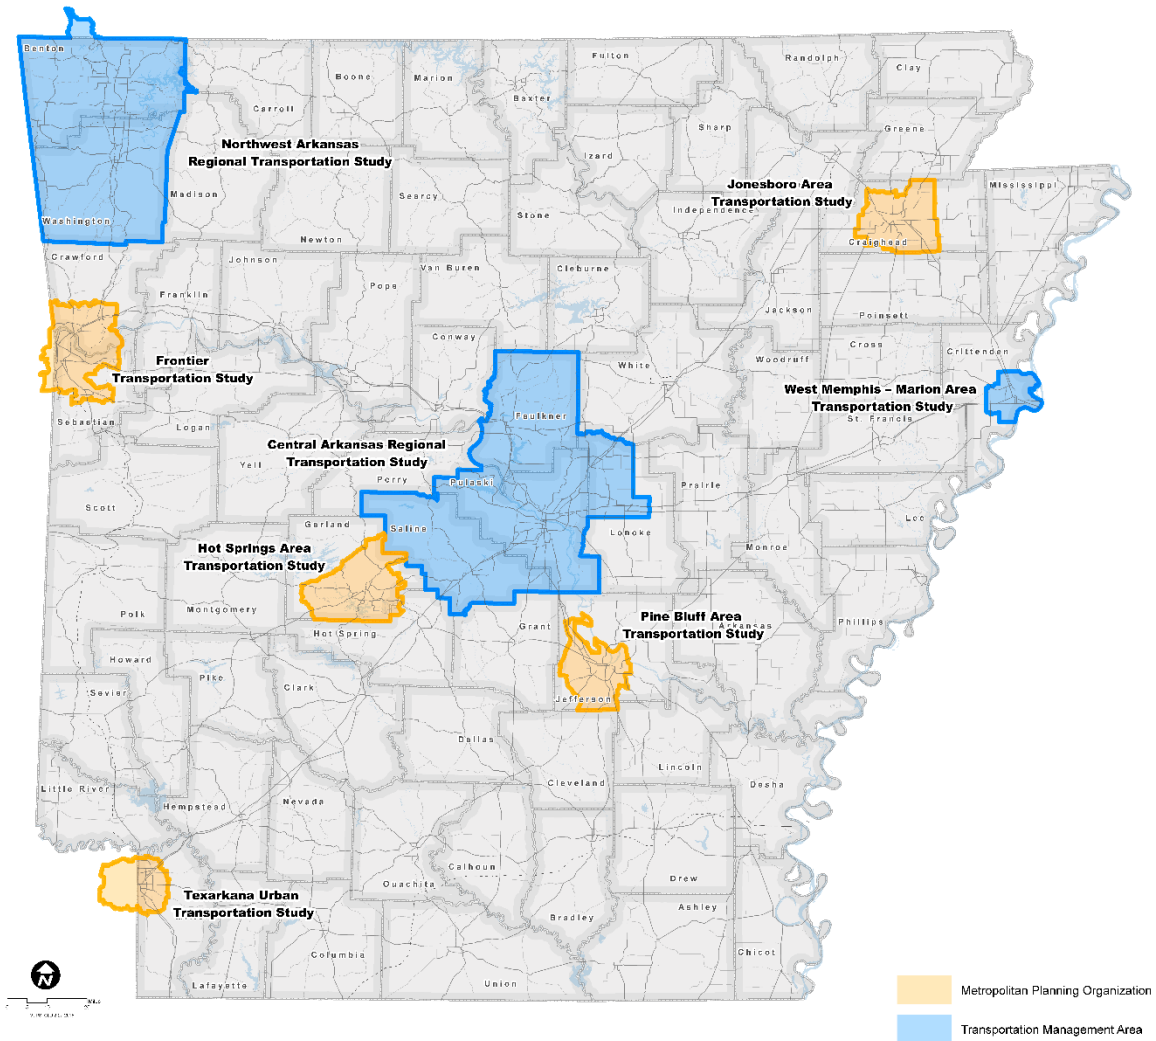 Benton
Boone
Marion
Fulton
Randolph
Clay
Carroll
Baxter
Northwest Arkansas
Regional Transportation Study
Sharp
Greene
Izard
Madison
Searcy
Stone
Independence
Jonesboro Area
Transportation Study
Mississippi
Washington
Newton
Craighead
Crawford
Johnson
Van Buren
Cleburne
Franklin
Pope
Jackson
Poinsett
Conway
Cross
Crittenden
Frontier
Transportation Study
White
Woodruff
West Memphis – Marion Area
Transportation Study
St. Francis
Sebastian
Logan
Faulkner
Central Arkansas Regional
Transportation Study
Yell
Perry
Pulaski
Prairie
Scott
Garland
Saline
Lonoke
Lee
Monroe
Hot Springs Area
Transportation Study
Polk
Montgomery
Hot Spring
Grant
Pine Bluff Area
Transportation Study
Arkansas
Phillips
Howard
Pike
Clark
Sevier
Jefferson
Dallas
Lincoln
Cleveland
Desha
Little River
Hempstead
Nevada
Calhoun
Ouachita
Drew
Ashley
Texarkana Urban
Transportation Study
Bradley
Columbia
Chicot
Lafayette
Union
N
Miles
Metropolitan Planning Organization
Transportation Management Area